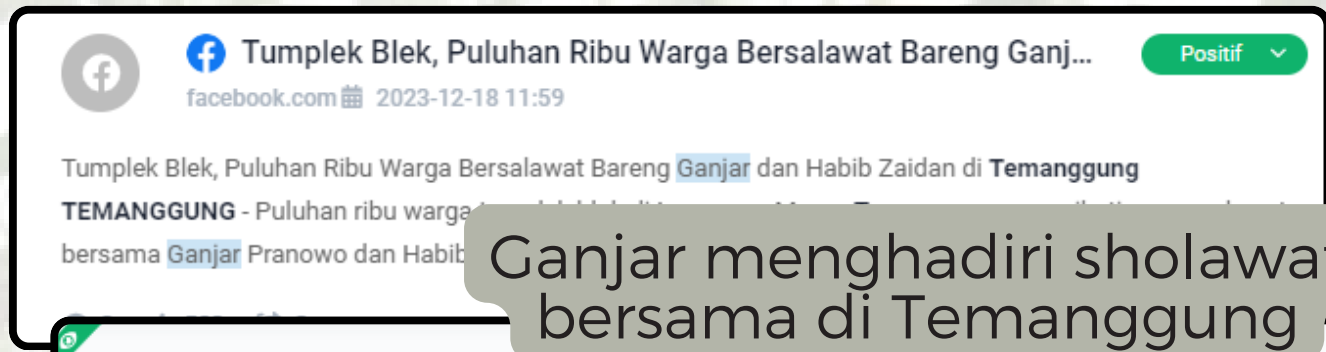 Tumplek Blek, Puluhan Ribu Warga Bersalawat Bareng Ganj...
Positif
facebook.com 2023-12-18 11:59
Tumplek Blek, Puluhan Ribu Warga Bersalawat Bareng Ganjar dan Habib Zaidan di Temanggung
TEMANGGUNG - Puluhan ribu warga
bersama Ganjar Pranowo dan Habib
Ganjar menghadiri sholawat
bersama di Temanggung